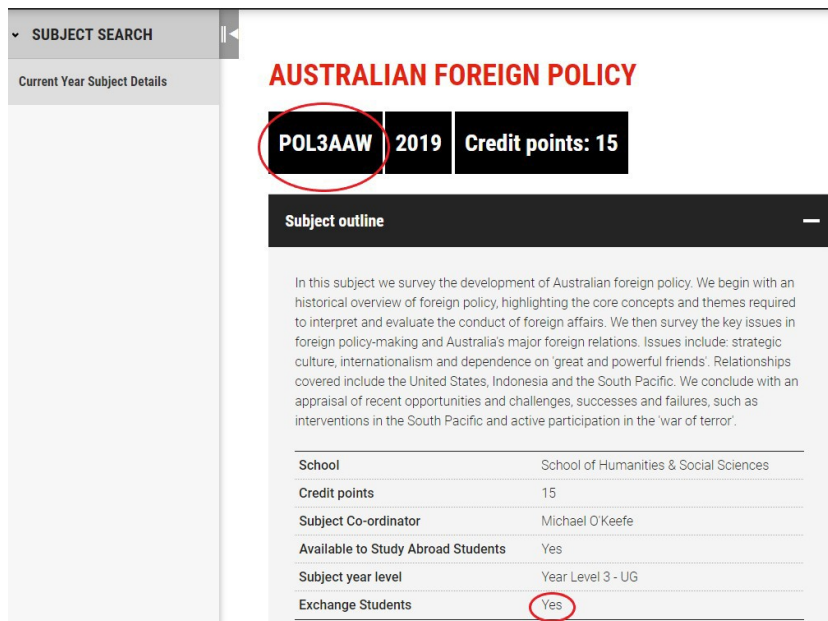 SUBJECT SEARCH
Current Year Subject Details
AUSTRALIAN FOREIGN POLICY
POL3AAW 2019 Credit points: 15
Subject outline
In this subject we survey the development of Australian foreign policy. We begin with an
historical overview of foreign policy, highlighting the core concepts and themes required
to interpret and evaluate the conduct of foreign affairs. We then survey the key issues in
foreign policy-making and Australia's major foreign relations. Issues include: strategic
culture, internationalism and dependence on 'great and powerful friends'. Relationships
covered include the United States, Indonesia and the South Pacific. We conclude with an
appraisal of recent opportunities and challenges, successes and failures, such as
interventions in the South Pacific and active participation in the 'war of terror'.
School School of Humanities & Social Sciences
Credit points 15
Subject Co-ordinator Michael O'Keefe
Available to Study Abroad Students Yes
Subject year level Year Level 3 - UG
Exchange Students Yes